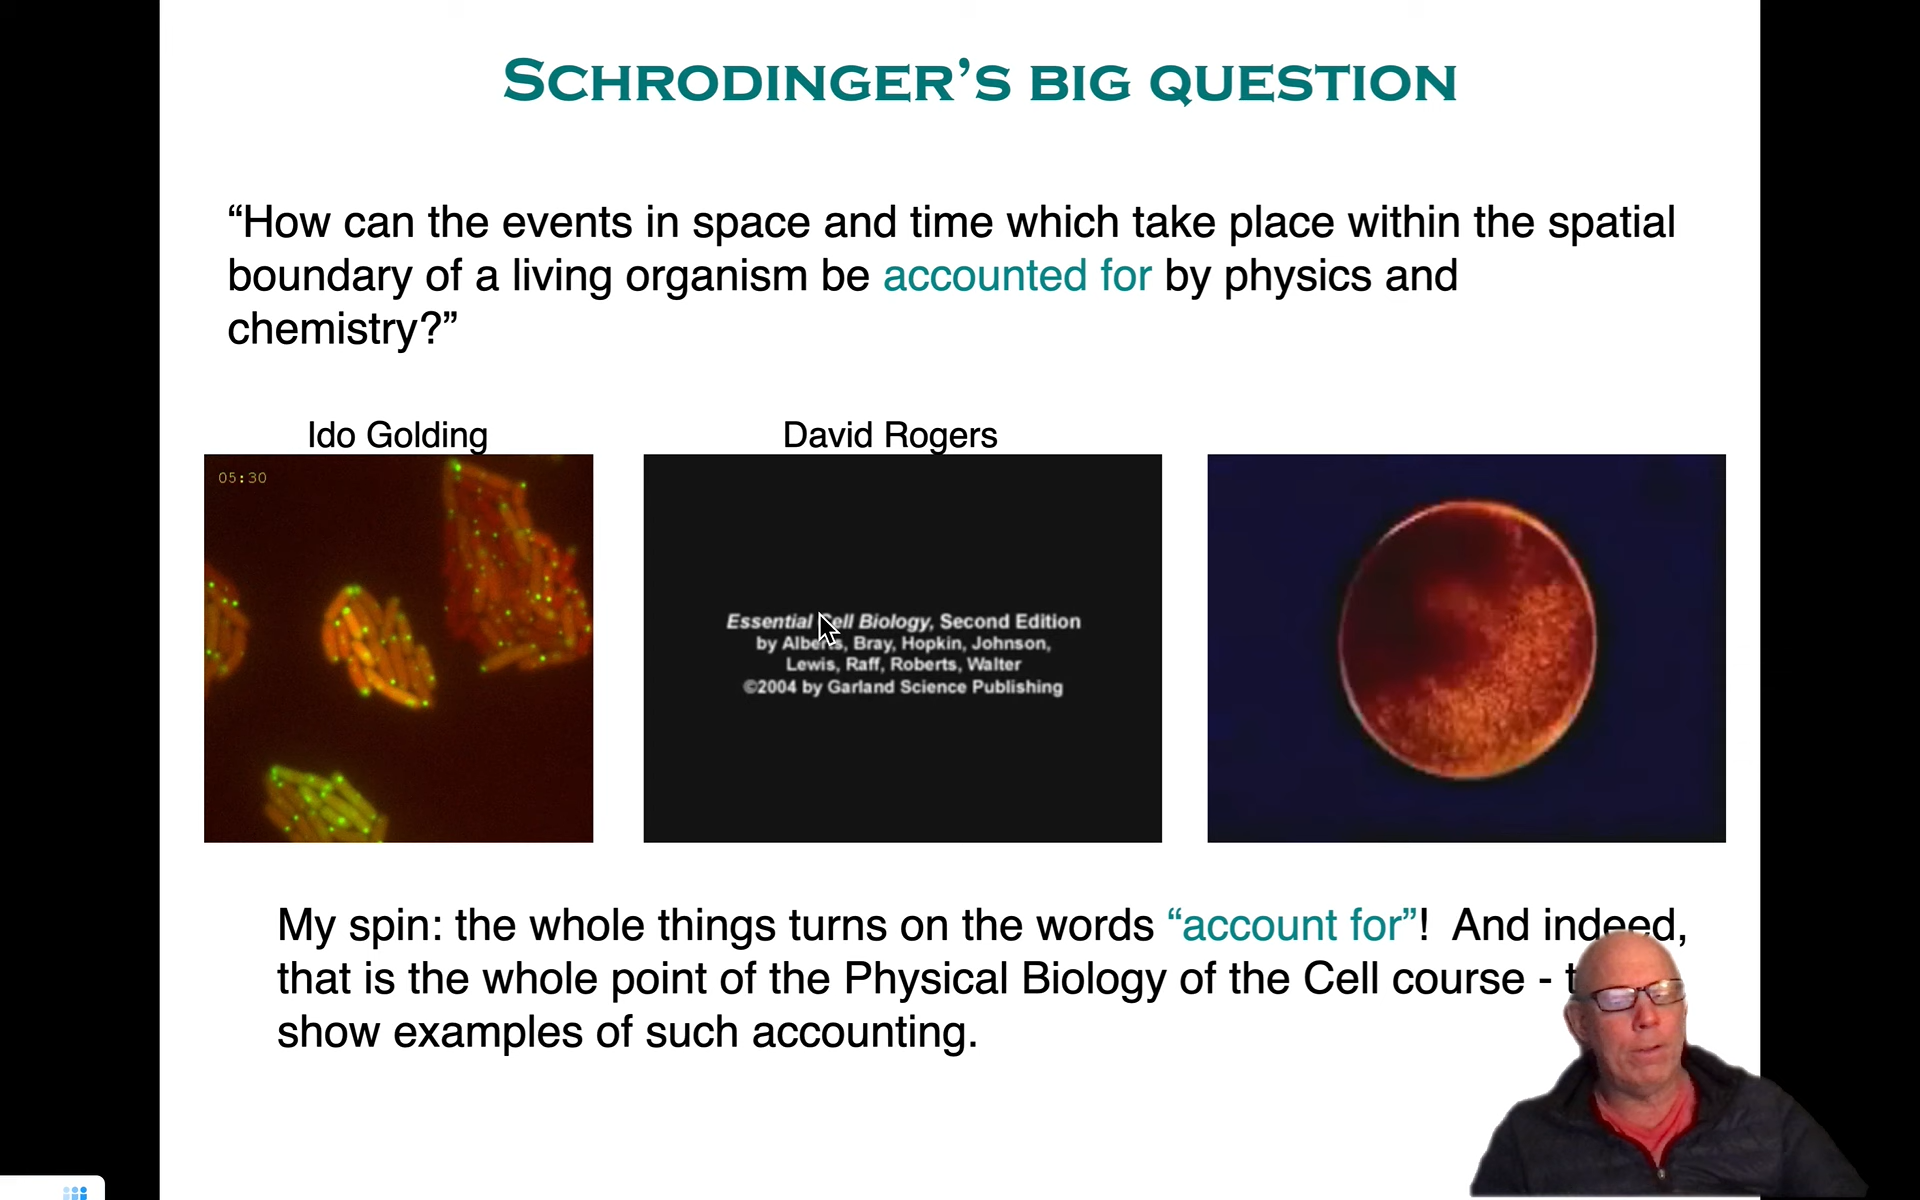 SCHRODINGER’S BIG QUESTION
“How can the events in space and time which take place within the spatial
boundary of a living organism be accounted for by physics and
chemistry?”
Ido Golding
David Rogers
05:30
Essential Cell Biology, Second Edition
by Alberts, Bray, Hopkin, Johnson,
Lewis, Raff, Roberts, Walter
©2004 by Garland Science Publishing
My spin: the whole things turns on the words “account for”!  And indeed,
that is the whole point of the Physical Biology of the Cell course -
show examples of such accounting.